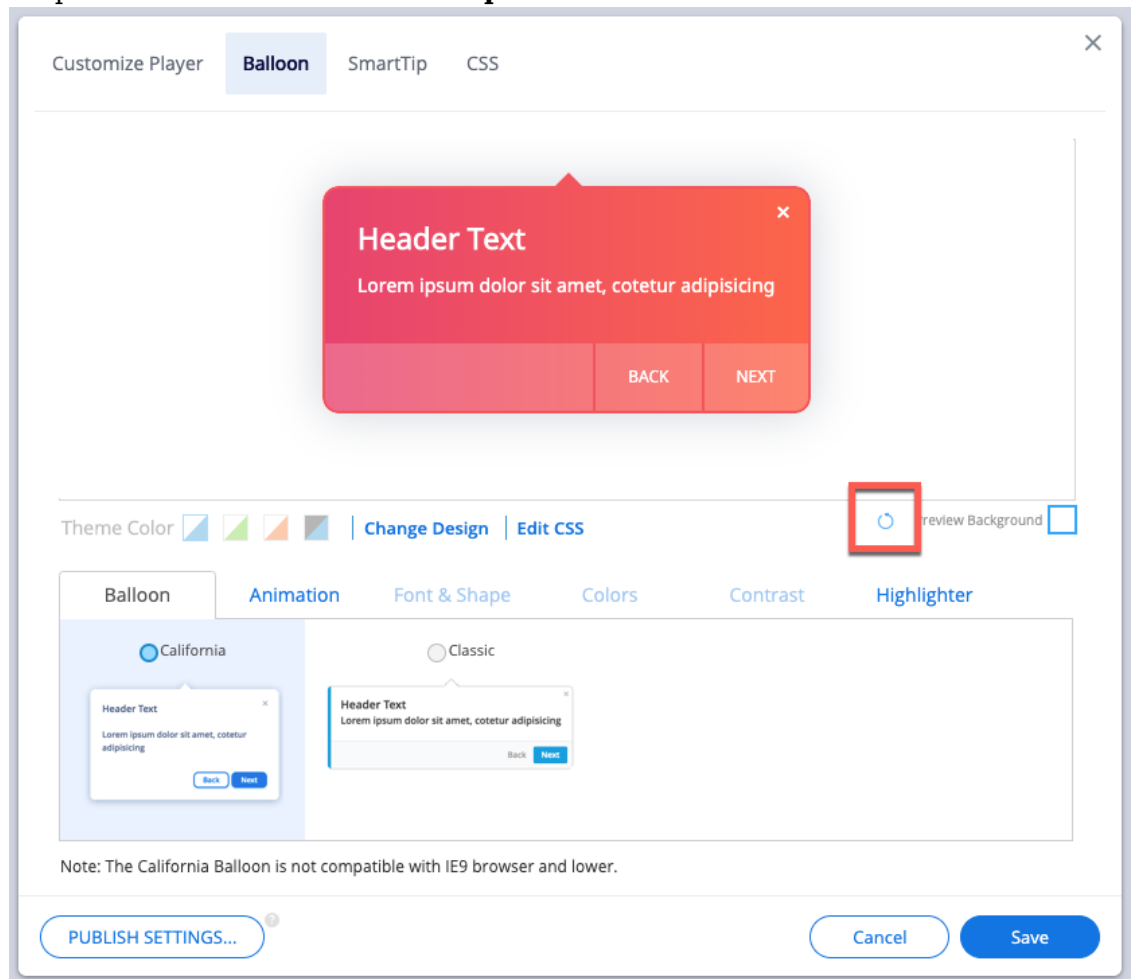 Customize Player Balloon SmartTip CSS
Header Text
Lorem ipsum dolor sit amet, cotetur adipisicing
BACK NEXT
Theme Color Change Design Edit CSS review Background
Balloon Animation Font & Shape Colors Contrast Highlighter
California Classic
Header Text
Lorem ipsum dolor sit amet, cotetur
adipisicing
Back Next
Header Text
Lorem ipsum dolor sit amet, cotetur adipisicing
Back Next
Note: The California Balloon is not compatible with IE9 browser and lower.
PUBLISH SETTINGS... ? Cancel Save